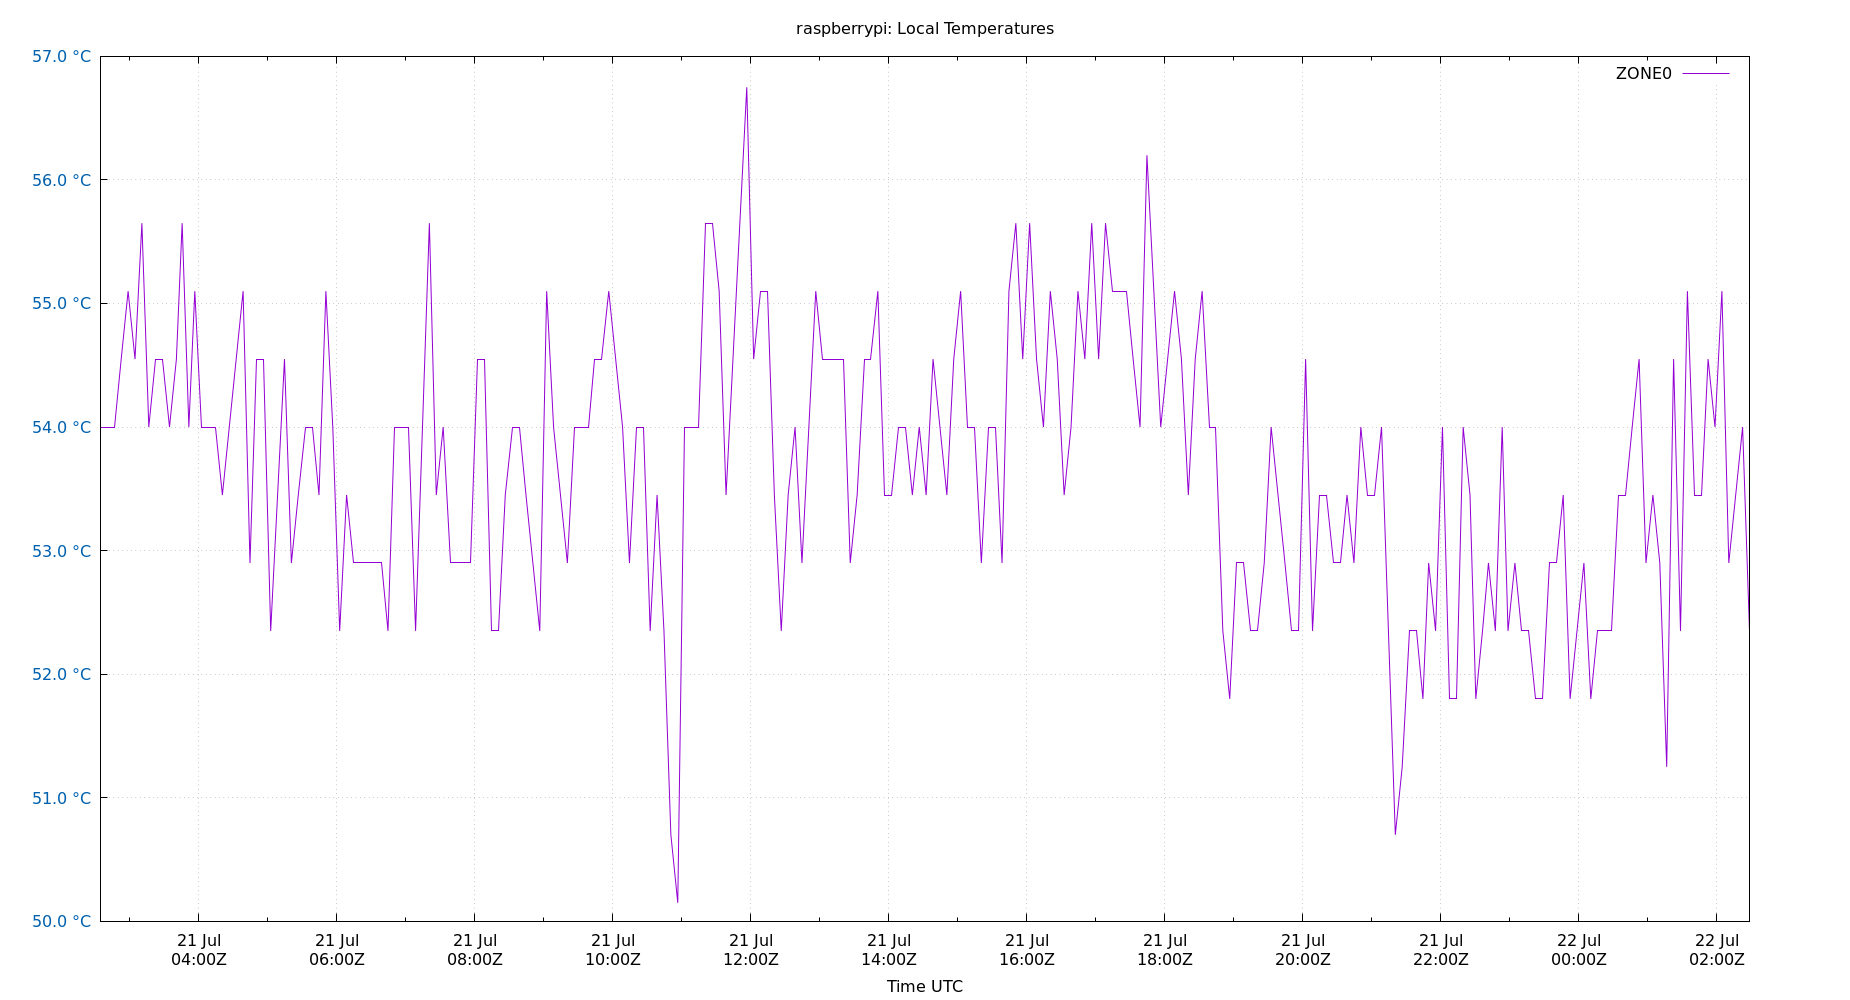 raspberrypi: Local Temperatures
57.0 °C
ZONE0
56.0 °C
55.0 °C
54.0 °C
53.0 °C
52.0 °C
51.0 °C
50.0 °C
21 Jul 21 Jul 21 Jul 21 Jul 21 Jul 21 Jul 21 Jul 21 Jul 21 Jul 21 Jul 22 Jul 22 Jul
04:00Z 06:00Z 08:00Z 10:00Z 12:00Z 14:00Z 16:00Z 18:00Z 20:00Z 22:00Z 00:00Z 02:00Z
Time UTC